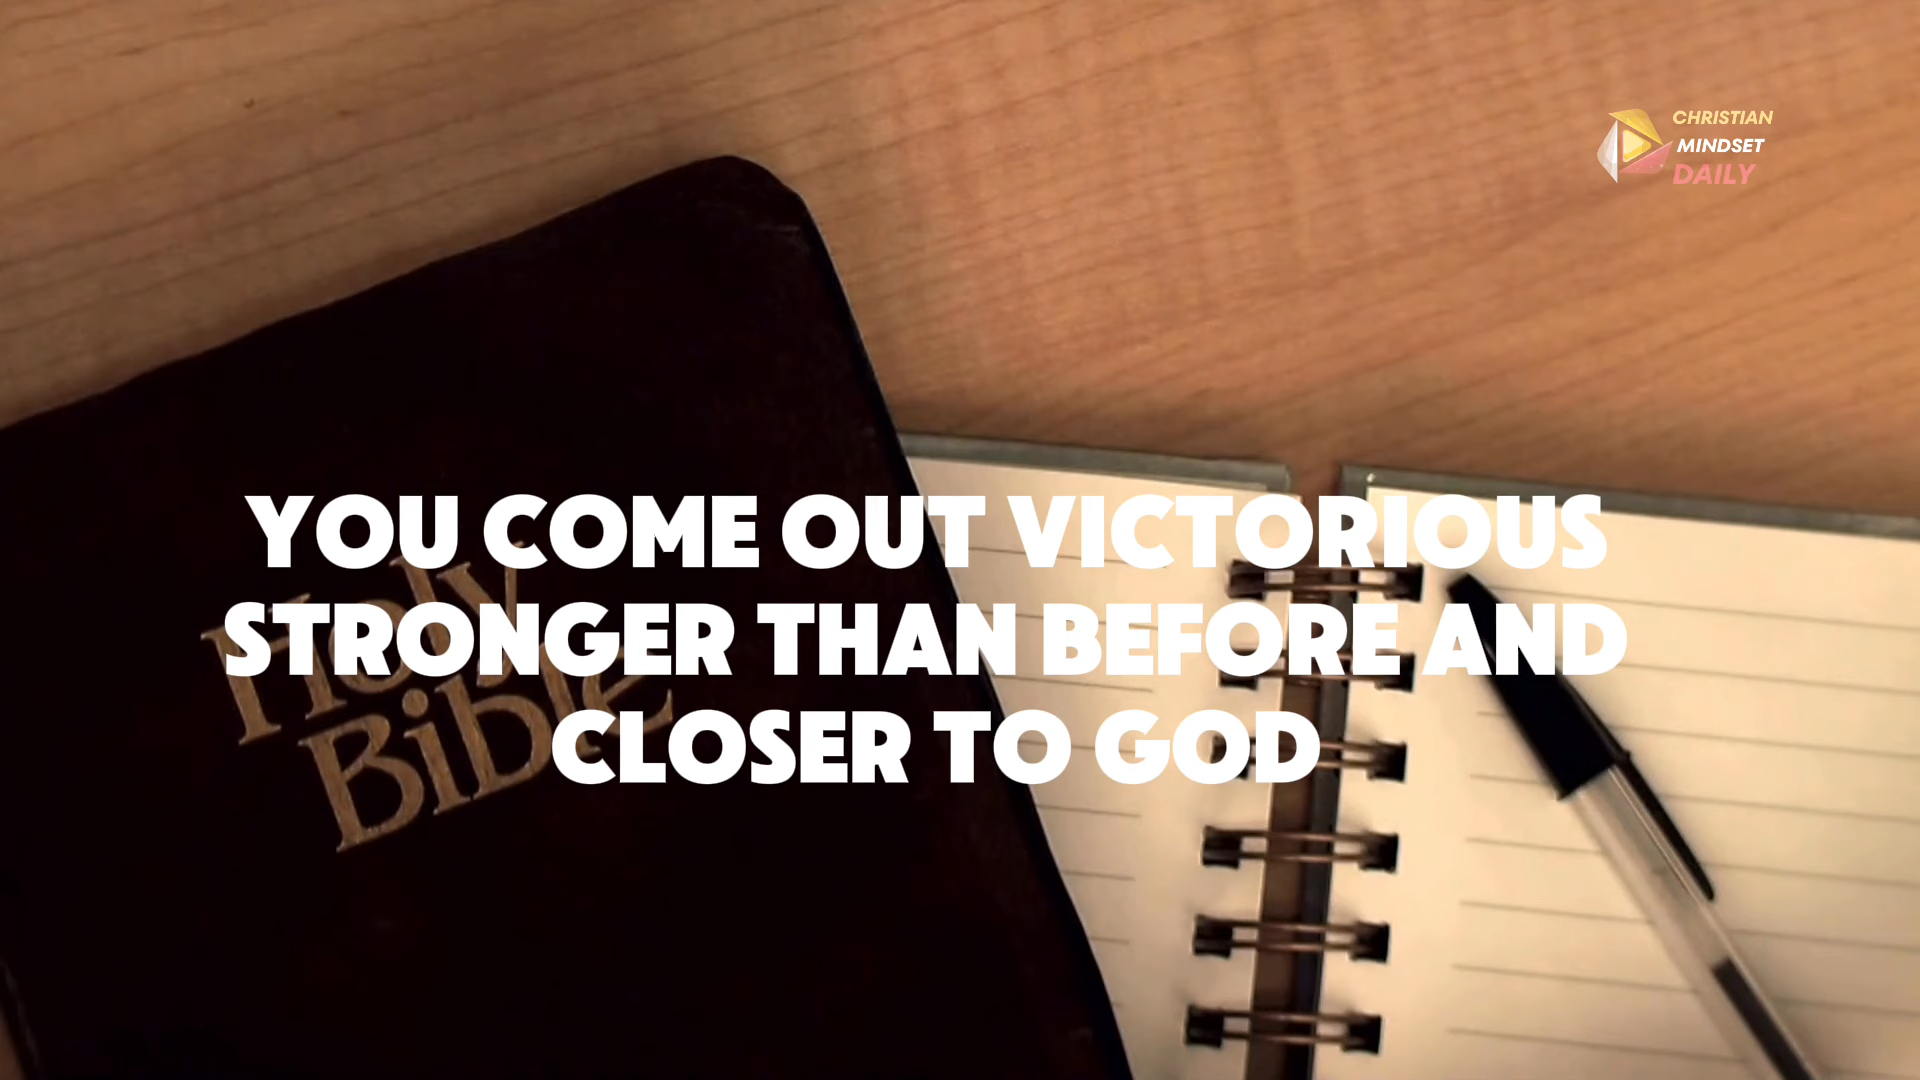 CHRISTIAN
MINDSET
DAILY
YOU COME OUT VICTORIOUS
STRONGER THAN BEFORE AND
CLOSER TO GOD
Holy
Bible